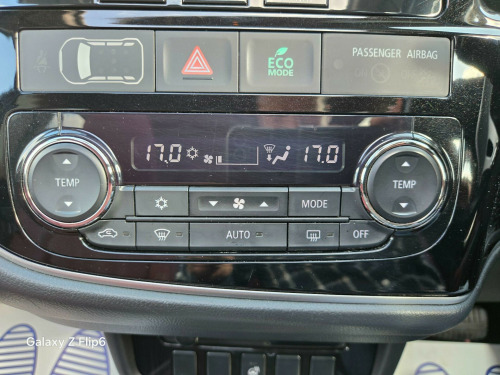 ECO
MODE
PASSENGER AIRBAG
17.0 17.0
TEMP TEMP
MODE
AUTO OFF
Galaxy Z Flip6